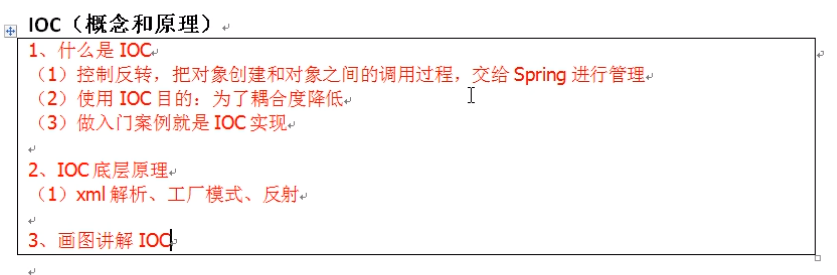 IOC（概念和原理）
1、什么是 IOC
（1）控制反转，把对象创建和对象之间的调用过程，交给 Spring 进行管理
（2）使用 IOC 目的：为了耦合度降低
（3）做入门案例就是 IOC 实现
2、IOC 底层原理
（1）xml 解析、工厂模式、反射
3、画图讲解 IOC